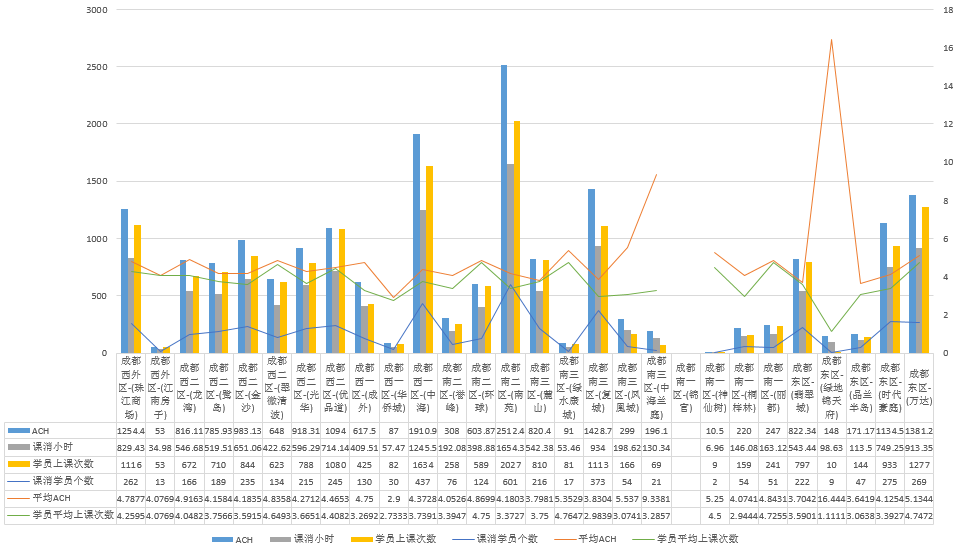 3000
2500
2000
1500
1000
500
0
18
16
14
12
10
8
6
4
2
0
成都西外区-(珠江商场)
成都西外区-(江南房子)
成都西二区-(龙湾)
成都西二区-(鹭岛)
成都西二区-(金沙)
成都西二区-(翠微清波)
成都西二区-(光华)
成都西二区-(优品道)
成都西一区-(成外)
成都西一区-(华侨城)
成都西一区-(中海)
成都南二区-(誉峰)
成都南二区-(环球)
成都南二区-(南苑)
成都南三区-(麓山)
成都南三区-(绿水康城)
成都南三区-(复城)
成都南三区-(凤凰城)
成都南三区-(中海兰庭)
成都南一区-(锦官)
成都南一区-(神仙树)
成都南一区-(桐梓林)
成都南一区-(丽都)
成都东区-(翡翠城)
成都东区-(绿地锦天府)
成都东区-(品兰半岛)
成都东区-(时代豪庭)
成都东区-(万达)
ACH 1254.4 53 816.11 785.93 983.13 648 918.31 1094 617.5 87 1910.9 308 603.87 2512.4 820.4 91 1428.7 299 196.1 10.5 220 247 822.34 148 171.17 1134.5 1381.2
课消小时 829.43 34.98 546.68 519.51 651.06 422.62 596.29 714.14 409.51 57.47 1244.5 192.08 398.88 1654.3 542.38 53.46 934 198.62 130.34 6.96 146.08 163.12 543.44 98.63 113.5 749.25 913.35
学员上课次数 1116 53 672 710 844 623 788 1080 425 82 1634 258 589 2027 810 81 1113 166 69 9 159 241 797 10 144 933 1277
课消学员个数 262 13 166 189 235 134 215 245 130 30 437 76 124 601 216 17 373 54 21 2 54 51 222 9 47 275 269
平均ACH 4.7877 4.0769 4.9163 4.1584 4.1835 4.8358 4.2712 4.4653 4.75 2.9 4.3728 4.0526 4.8699 4.1803 3.7981 5.3529 3.8304 5.537 9.3381 5.25 4.0741 4.8431 3.7042 16.444 3.6419 4.1254 5.1344
学员平均上课次数 4.2595 4.0769 4.0482 3.7566 3.5915 4.6493 3.6651 4.4082 3.2692 2.7333 3.7391 3.3947 4.75 3.3727 3.75 4.7647 2.9839 3.0741 3.2857 4.5 2.9444 4.7255 3.5901 1.1111 3.0638 3.3927 4.7472
ACH 课消小时 学员上课次数 课消学员个数 平均ACH 学员平均上课次数